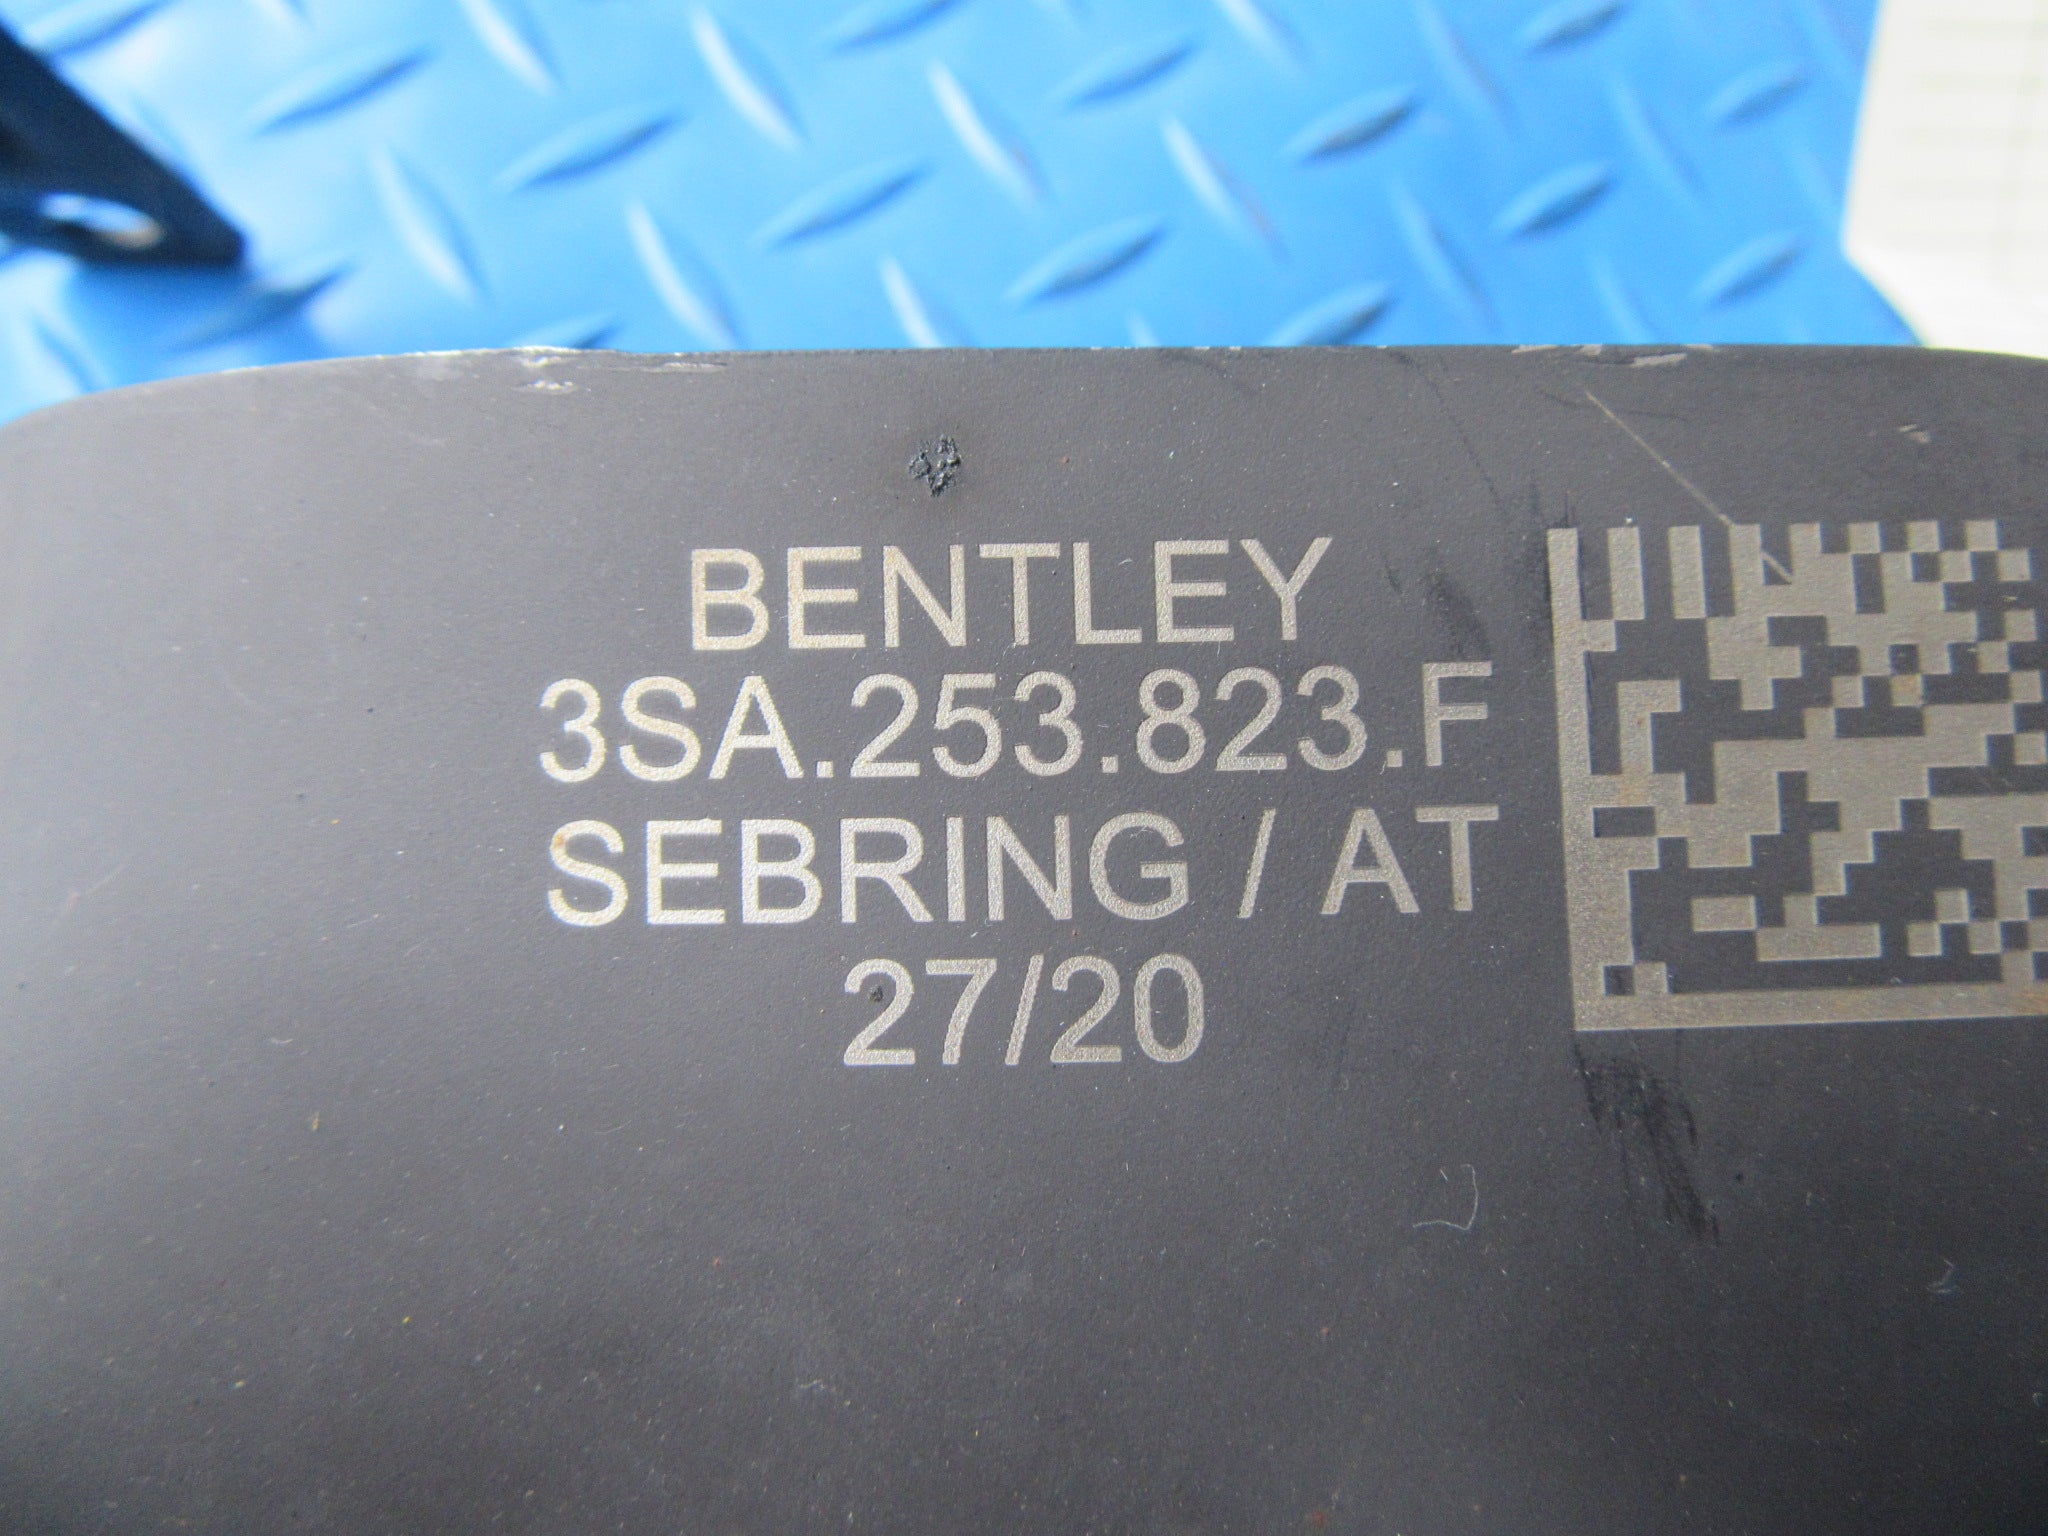 BENTLEY
3SA.253.823.F
SEBRING / AT
27/20